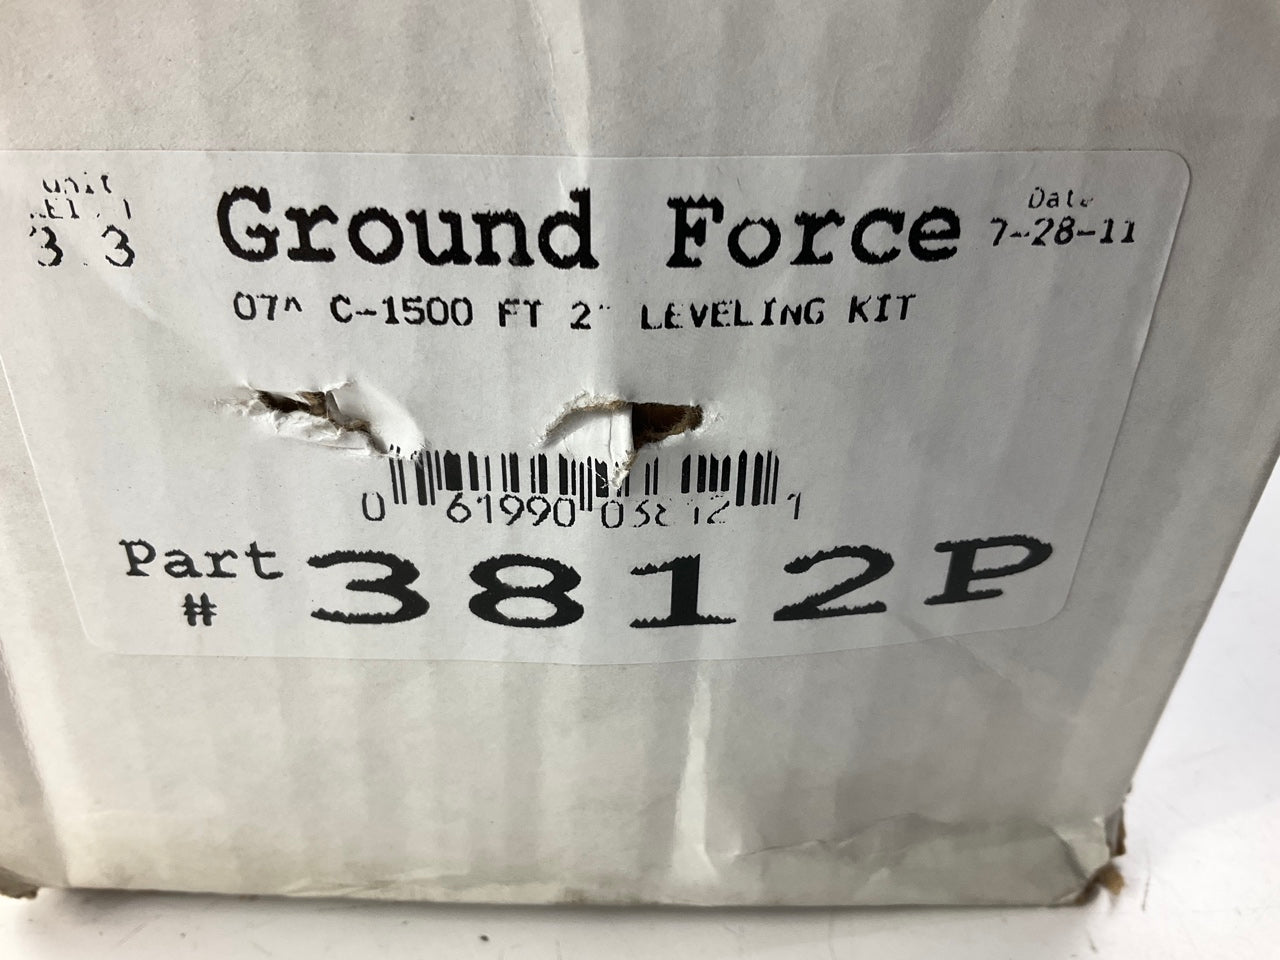 Unit
3.3
Ground Force
Date
7-28-11
07^ C-1500 FT 2" LEVELING KIT
0 61990 03812 1
Part
# 3812P